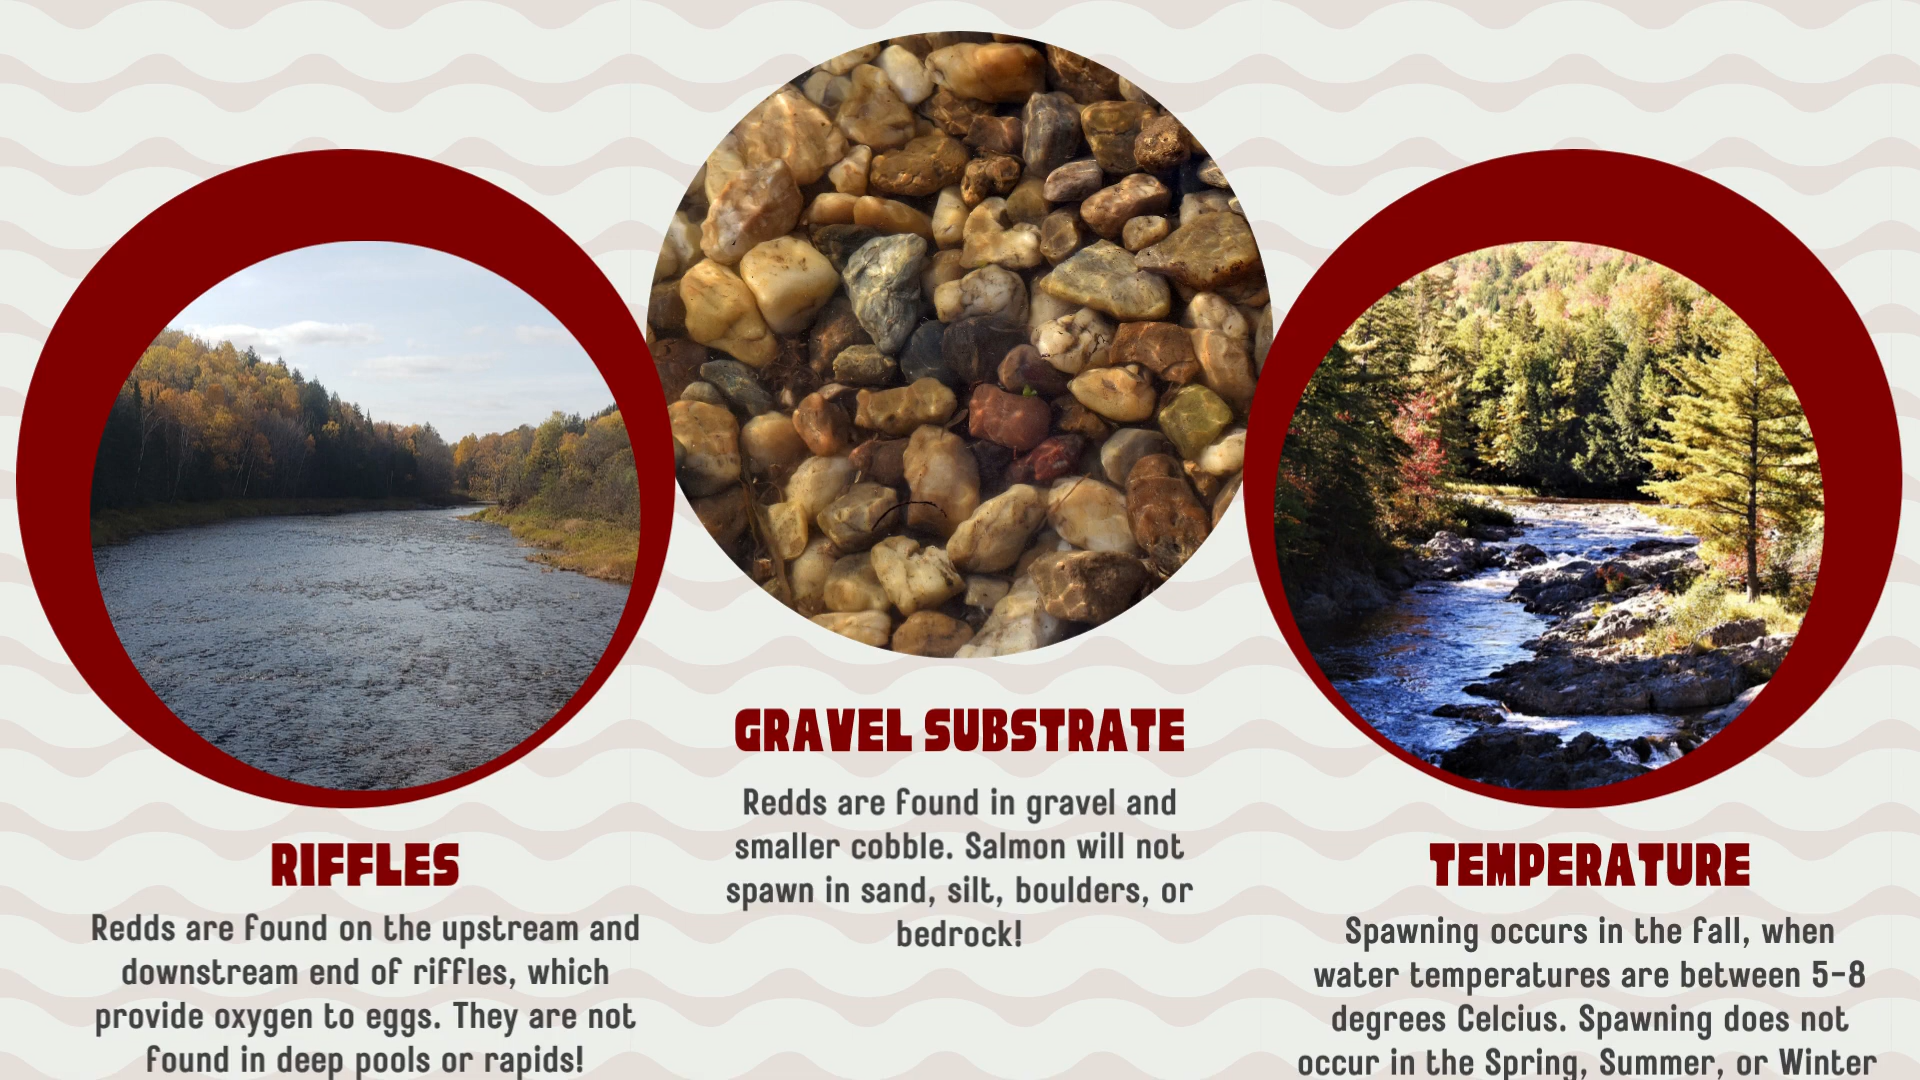 RIFFLES
Redds are found on the upstream and
downstream end of riffles, which
provide oxygen to eggs. They are not
found in deep pools or rapids!
GRAVEL SUBSTRATE
Redds are found in gravel and
smaller cobble. Salmon will not
spawn in sand, silt, boulders, or
bedrock!
TEMPERATURE
Spawning occurs in the fall, when
water temperatures are between 5-8
degrees Celcius. Spawning does not
occur in the Spring, Summer, or Winter